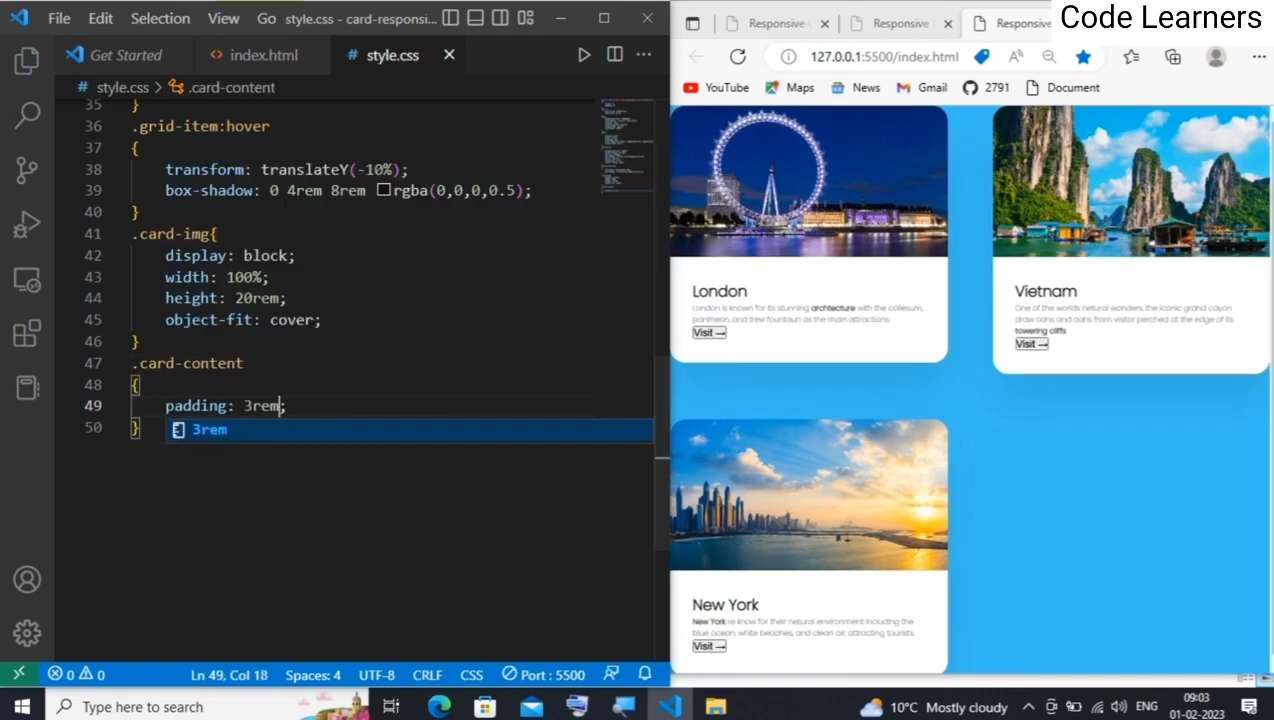 File Edit Selection View Go style.css - card-responsi...
Get Started index.html # style.css
# style.css > .card-content
35 }
36 .grid-item:hover
37 {
38 transform: translateY(-10%);
39 box-shadow: 0 4rem 8rem rgba(0,0,0,0.5);
40 }
41 .card-img{
42 display: block;
43 width: 100%;
44 height: 20rem;
45 object-fit: cover;
46 }
47 .card-content
48 {
49 padding: 3rem;
3rem
50 }
Ln 49, Col 18 Spaces: 4 UTF-8 CRLF CSS Port : 5500
0 0
Responsive Responsive Responsive
Code Learners
127.0.0.1:5500/index.html
YouTube Maps News Gmail 2791 Document
London
London is known for its stunning archtecture with the coliesum,
pantheon, and trevi fountaun as the main attractions.
Visit →
Vietnam
One of the worlds netural wonders, the iconic grand cayon
draw oohs and aahs from visitor perched at the edge of its
towering cliffs
Visit →
New York
New York re know for their netural environment including the
blue ocean, white beaches, and clean air, attracting tourists.
Visit →
Type here to search
10°C Mostly cloudy ENG
09:03
01-02-2023